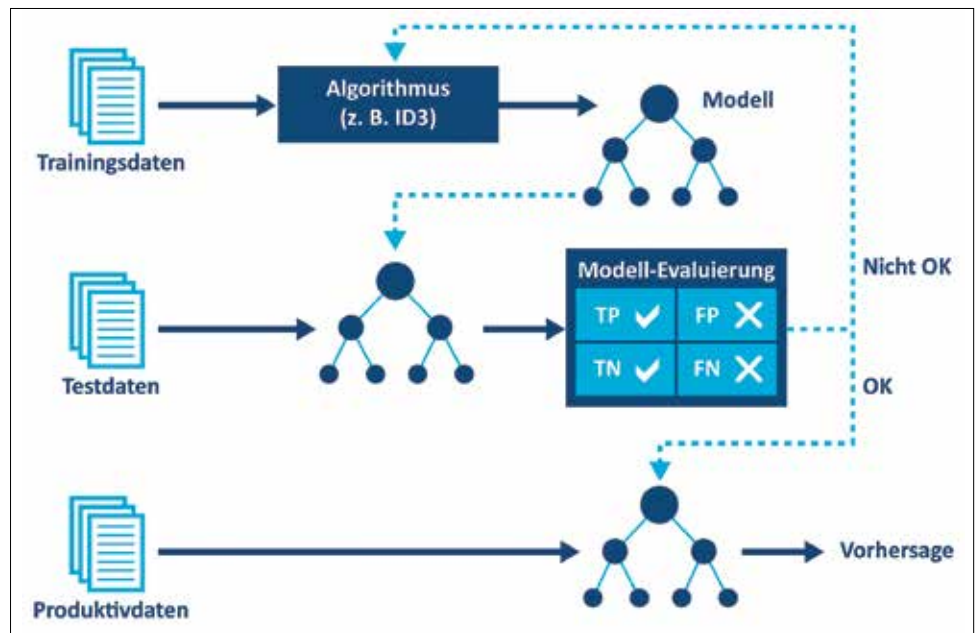 Algorithmus
(z. B. ID3)
Modell
Trainingsdaten
Nicht OK
Modell-Evaluierung
TP
FP
TN
FN
OK
Testdaten
Vorhersage
Produktivdaten